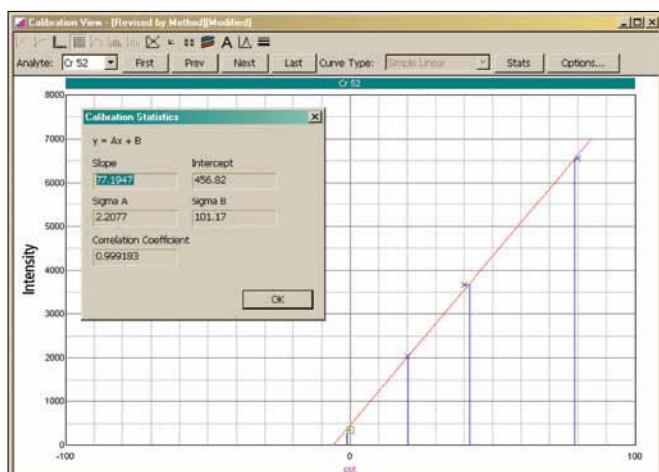 Calibration View - [Revised by Method][Modified]
Analyte: Cr 52 First Prev Next Last Curve Type: Simple Linear Stats Options...
Cr 52
8000
Calibration Statistics
y = Ax + B
Slope Intercept
77.1947 456.82
Sigma A Sigma B
2.2077 101.17
Correlation Coefficient
0.999183
OK
7000
6000
5000
4000
3000
2000
1000
0
Intensity
-100 0 100